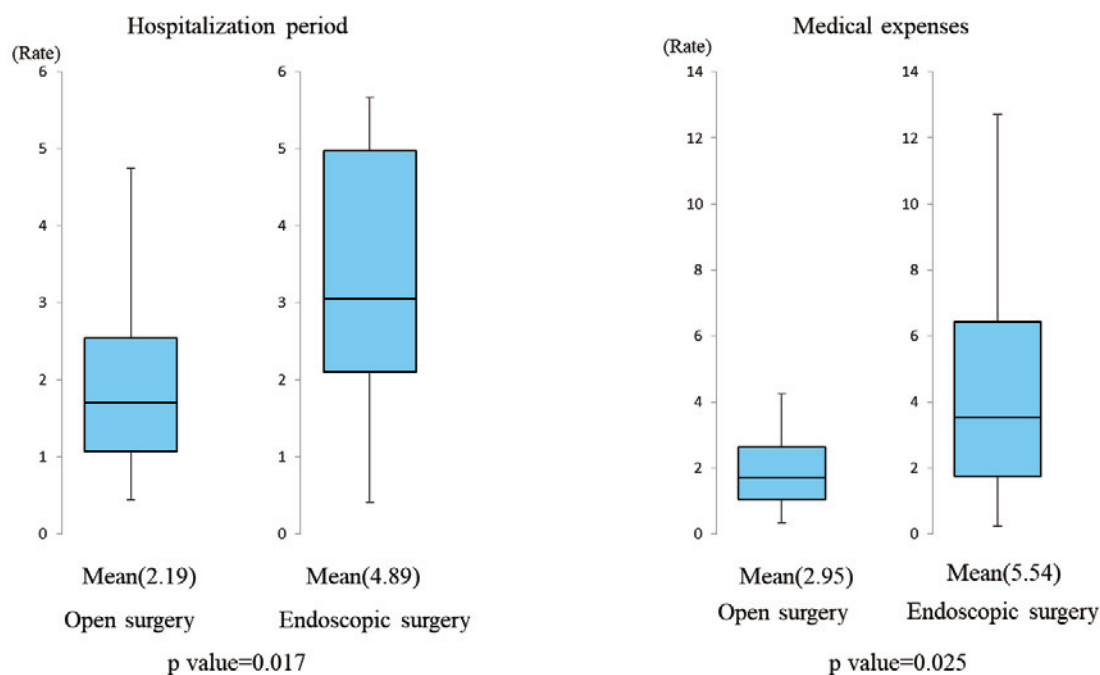 Hospitalization period
(Rate)
6
5
4
3
2
1
0
6
5
4
3
2
1
0
Mean(2.19)
Mean(4.89)
Open surgery
Endoscopic surgery
p value=0.017
Medical expenses
(Rate)
14
12
10
8
6
4
2
0
14
12
10
8
6
4
2
0
Mean(2.95)
Mean(5.54)
Open surgery
Endoscopic surgery
p value=0.025